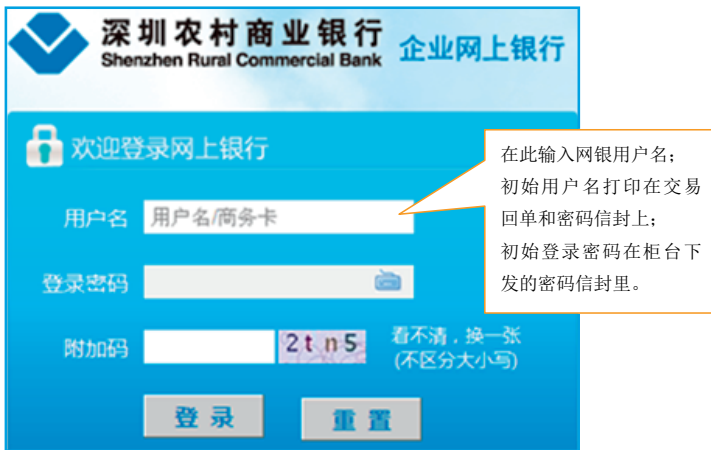 深圳农村商业银行
Shenzhen Rural Commercial Bank
企业网上银行
欢迎登录网上银行
用户名
用户名/商务卡
登录密码
附加码
2tn5
看不清，换一张
(不区分大小写)
登 录
重 置
在此输入网银用户名；
初始用户名打印在交易
回单和密码信封上；
初始登录密码在柜台下
发的密码信封里。